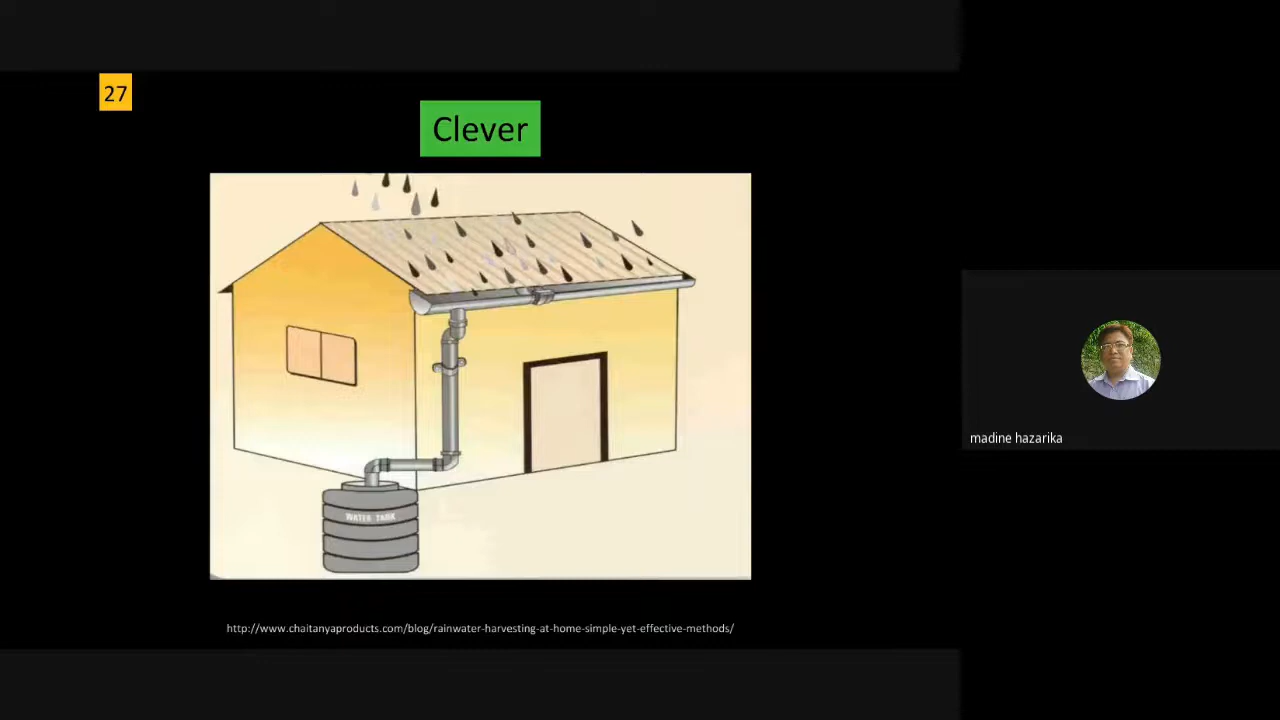 27
Clever
WATER TANK
http://www.chaitanyaproducts.com/blog/rainwater-harvesting-at-home-simple-yet-effective-methods/
madine hazarika